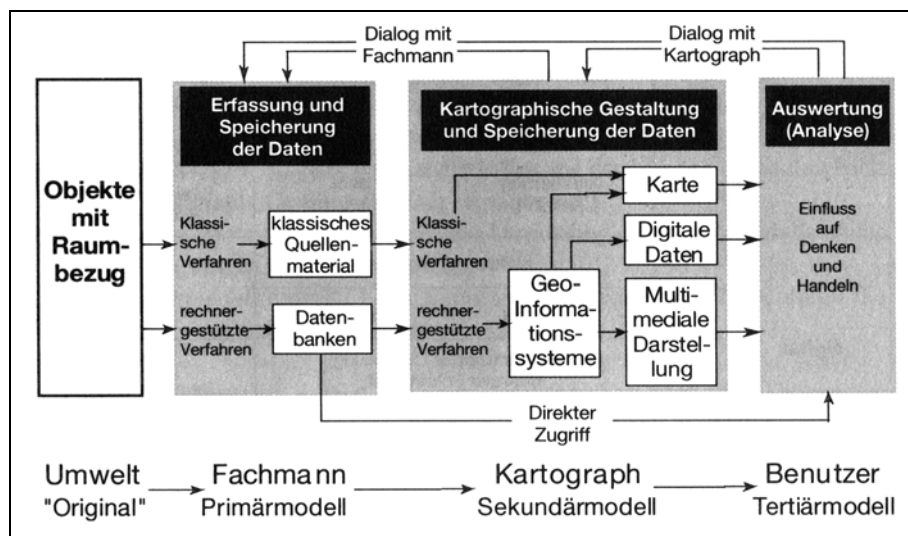 Dialog mit
Fachmann
Dialog mit
Kartograph
Objekte
mit
Raum-
bezug
Erfassung und
Speicherung
der Daten
Klassi-
sche
Verfahren
klassisches
Quellen-
material
rechner-
gestützte
Verfahren
Daten-
banken
Kartographische Gestaltung
und Speicherung der Daten
Klassi-
sche
Verfahren
rechner-
gestützte
Verfahren
Geo-
Informa-
tions-
systeme
Karte
Digitale
Daten
Multi-
mediale
Darstel-
lung
Auswertung
(Analyse)
Einfluss
auf
Denken
und
Handeln
Direkter
Zugriff
Umwelt
"Original"
Fachmann
Primärmodell
Kartograph
Sekundärmodell
Benutzer
Tertiärmodell